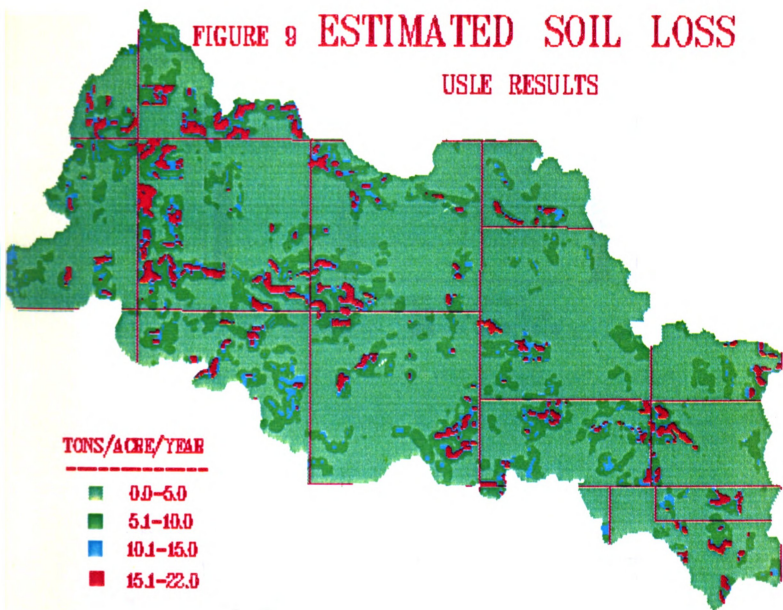 FIGURE 9 ESTIMATED SOIL LOSS
USLE RESULTS
TONS/ACRE/YEAR
0.0-5.0
5.1-10.0
10.1-15.0
15.1-22.0